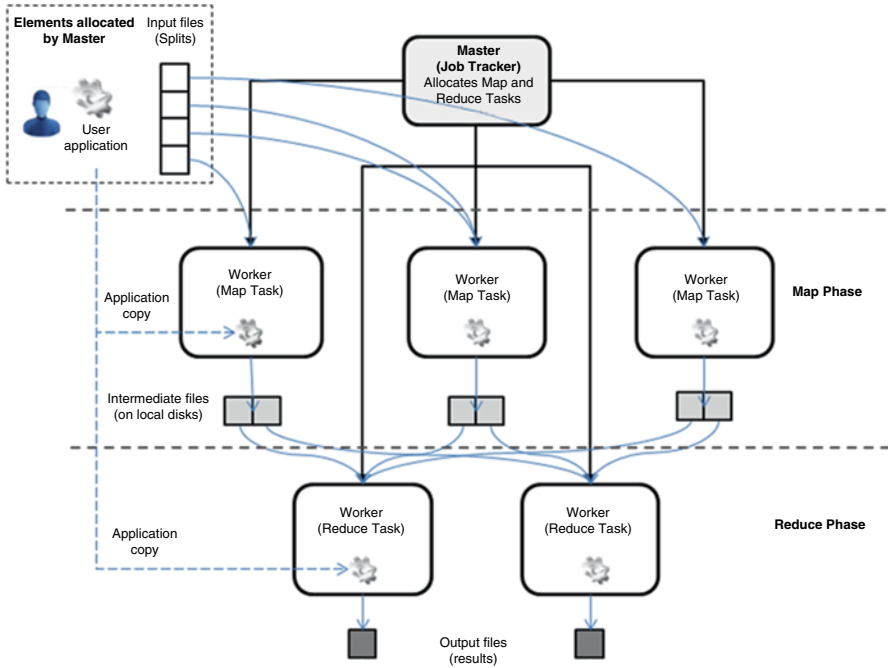 Elements allocated
by Master
Input files
(Splits)
User
application
Master
(Job Tracker)
Allocates Map and
Reduce Tasks
Worker
(Map Task)
Worker
(Map Task)
Worker
(Map Task)
Map Phase
Application
copy
Intermediate files
(on local disks)
Worker
(Reduce Task)
Worker
(Reduce Task)
Reduce Phase
Application
copy
Output files
(results)